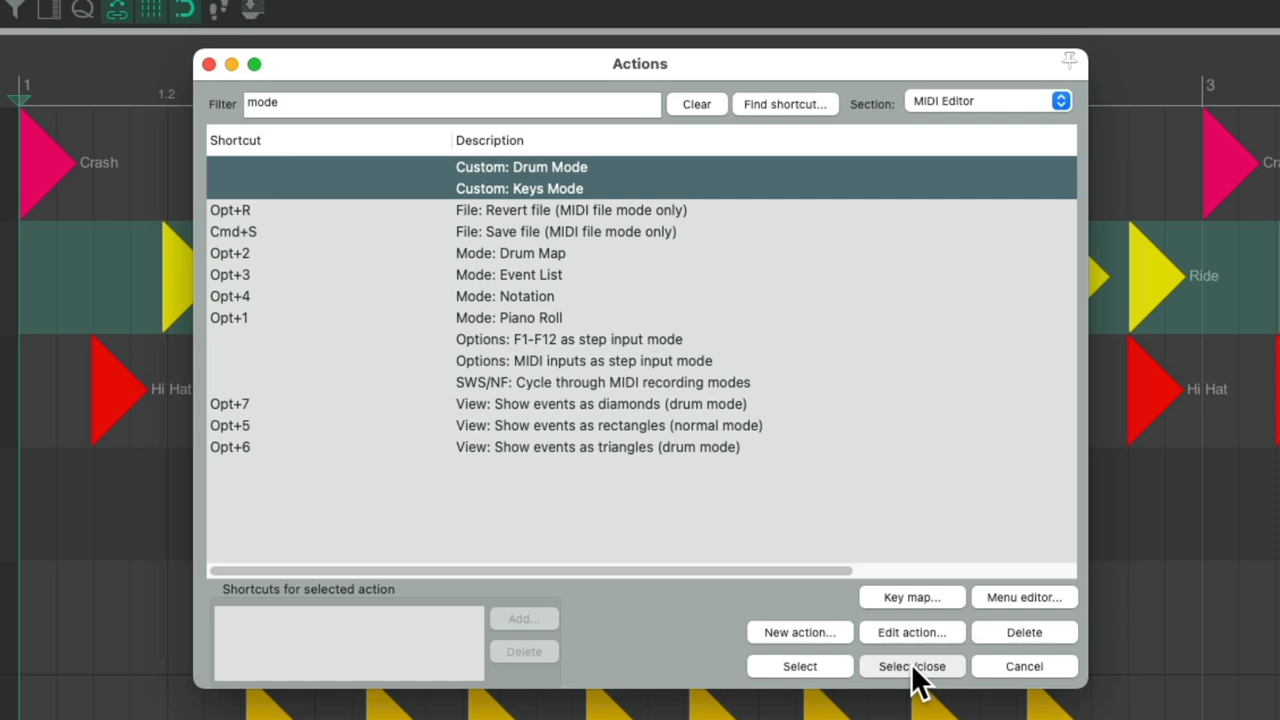 Actions
1
1.2
3
Filter mode Clear Find shortcut... Section: MIDI Editor
Shortcut Description
Custom: Drum Mode
Custom: Keys Mode
Opt+R File: Revert file (MIDI file mode only)
Cmd+S File: Save file (MIDI file mode only)
Opt+2 Mode: Drum Map
Opt+3 Mode: Event List
Opt+4 Mode: Notation
Opt+1 Mode: Piano Roll
Options: F1-F12 as step input mode
Options: MIDI inputs as step input mode
SWS/NF: Cycle through MIDI recording modes
Opt+7 View: Show events as diamonds (drum mode)
Opt+5 View: Show events as rectangles (normal mode)
Opt+6 View: Show events as triangles (drum mode)
Crash
Cr
Ride
Hi Hat
Hi Hat
Shortcuts for selected action
Add...
Delete
Key map... Menu editor...
New action... Edit action... Delete
Select Select/close Cancel